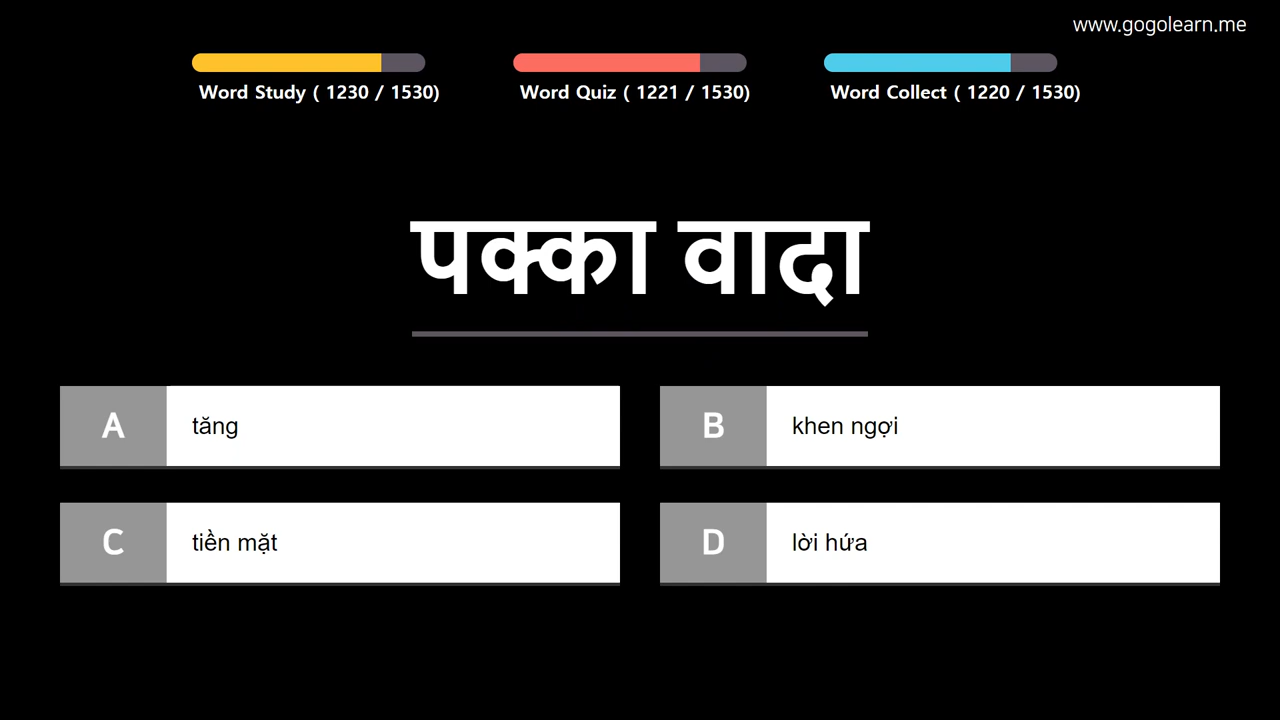 www.gogolearn.me
Word Study ( 1230 / 1530)
Word Quiz ( 1221 / 1530)
Word Collect ( 1220 / 1530)
पक्का वादा
A tăng
B khen ngợi
C tiền mặt
D lời hứa